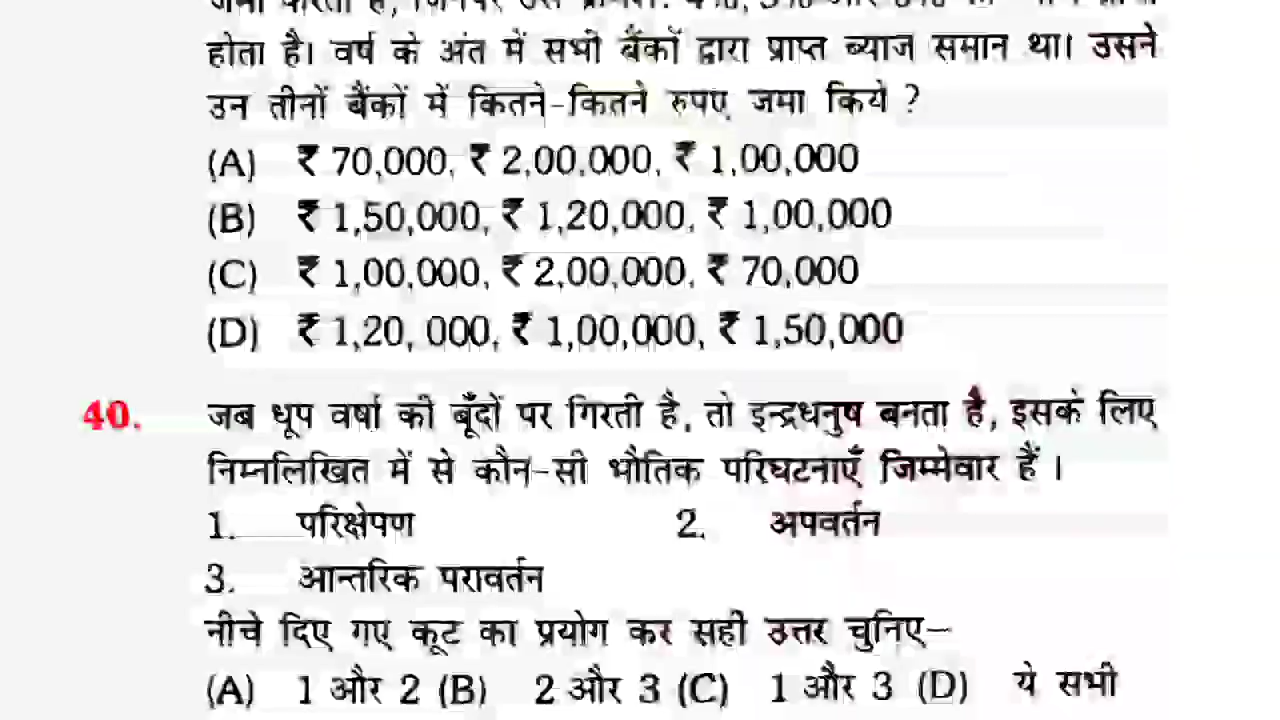 होता है। वर्ष के अंत में सभी बैंकों द्वारा प्राप्त ब्याज समान था। उसने
उन तीनों बैंकों में कितने-कितने रुपए जमा किये ?
(A) ₹ 70,000, ₹ 2,00,000, ₹ 1,00,000
(B) ₹ 1,50,000, ₹ 1,20,000, ₹ 1,00,000
(C) ₹ 1,00,000, ₹ 2,00,000, ₹ 70,000
(D) ₹ 1,20, 000, ₹ 1,00,000, ₹ 1,50,000
40. जब धूप वर्षा की बूँदों पर गिरती है, तो इन्द्रधनुष बनता है, इसके लिए
निम्नलिखित में से कौन-सी भौतिक परिघटनाएँ जिम्मेवार हैं ।
1. परिक्षेपण 2. अपवर्तन
3. आन्तरिक परावर्तन
नीचे दिए गए कूट का प्रयोग कर सही उत्तर चुनिए–
(A) 1 और 2 (B) 2 और 3 (C) 1 और 3 (D) ये सभी